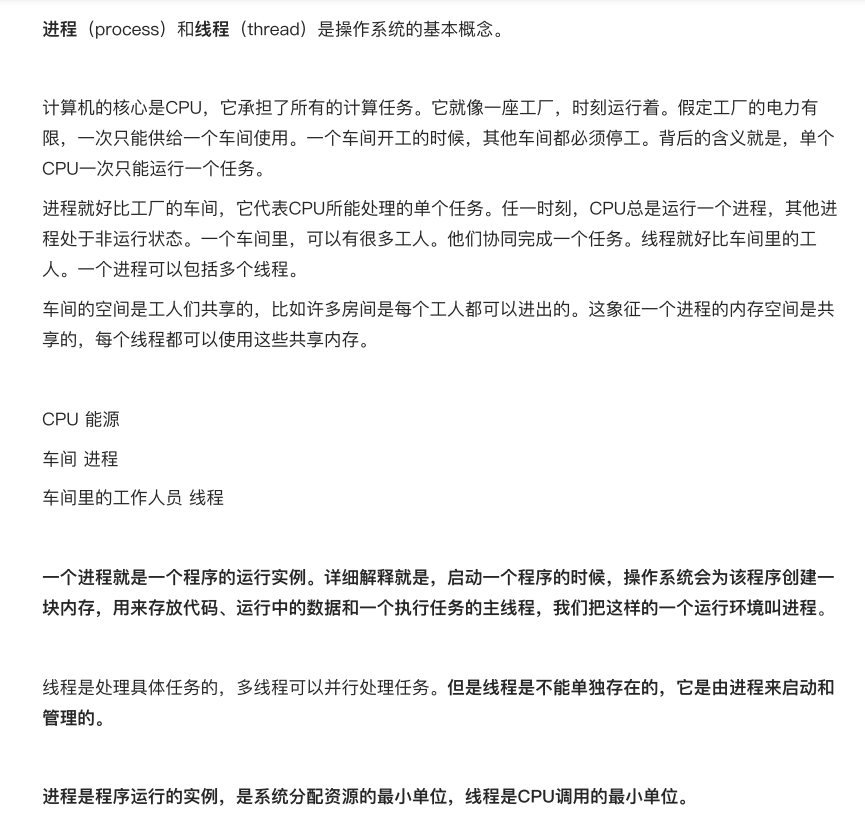 进程（process）和线程（thread）是操作系统的基本概念。
计算机的核心是CPU，它承担了所有的计算任务。它就像一座工厂，时刻运行着。假定工厂的电力有
限，一次只能供给一个车间使用。一个车间开工的时候，其他车间都必须停工。背后的含义就是，单个
CPU一次只能运行一个任务。
进程就好比工厂的车间，它代表CPU所能处理的单个任务。任一时刻，CPU总是运行一个进程，其他进
程处于非运行状态。一个车间里，可以有很多工人。他们协同完成一个任务。线程就好比车间里的工
人。一个进程可以包括多个线程。
车间的空间是工人们共享的，比如许多房间是每个工人都可以进出的。这象征一个进程的内存空间是共
享的，每个线程都可以使用这些共享内存。
CPU 能源
车间 进程
车间里的工作人员 线程
一个进程就是一个程序的运行实例。详细解释就是，启动一个程序的时候，操作系统会为该程序创建一
块内存，用来存放代码、运行中的数据和一个执行任务的主线程，我们把这样的一个运行环境叫进程。
线程是处理具体任务的，多线程可以并行处理任务。但是线程是不能单独存在的，它是由进程来启动和
管理的。
进程是程序运行的实例，是系统分配资源的最小单位，线程是CPU调用的最小单位。